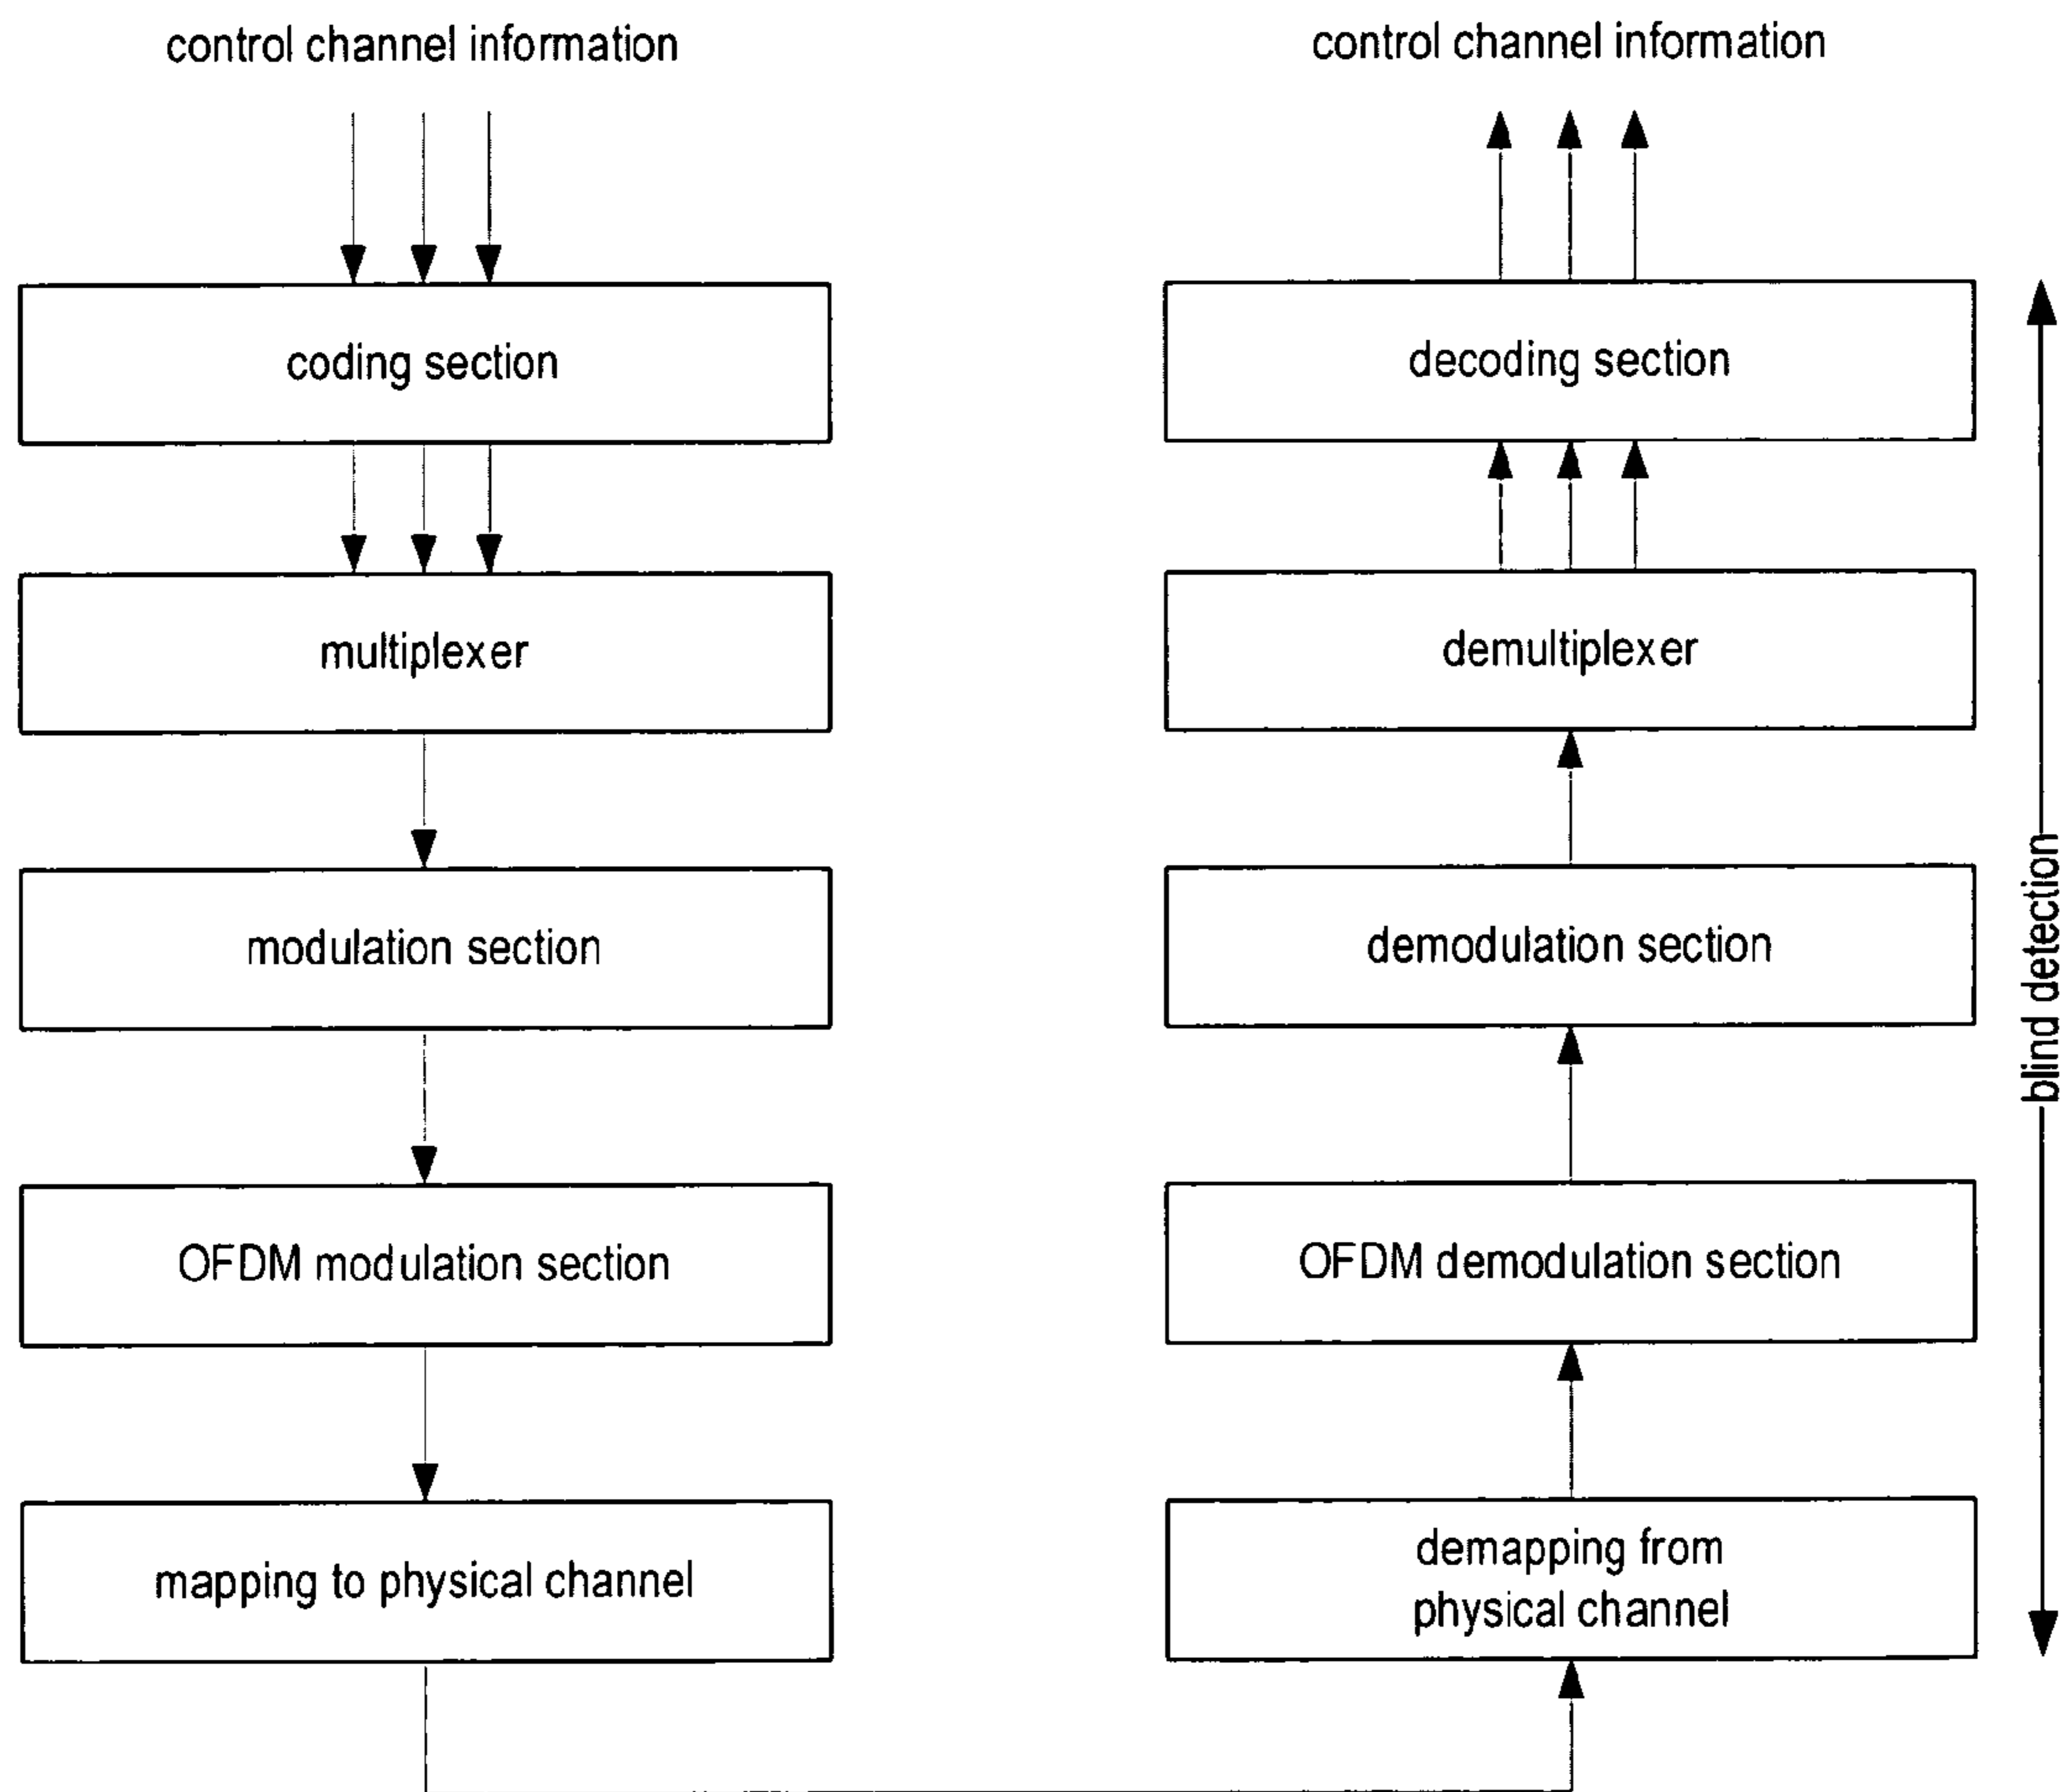 control channel information
coding section
multiplexer
modulation section
OFDM modulation section
mapping to physical channel
control channel information
decoding section
demultiplexer
demodulation section
OFDM demodulation section
demapping from
physical channel
blind detection